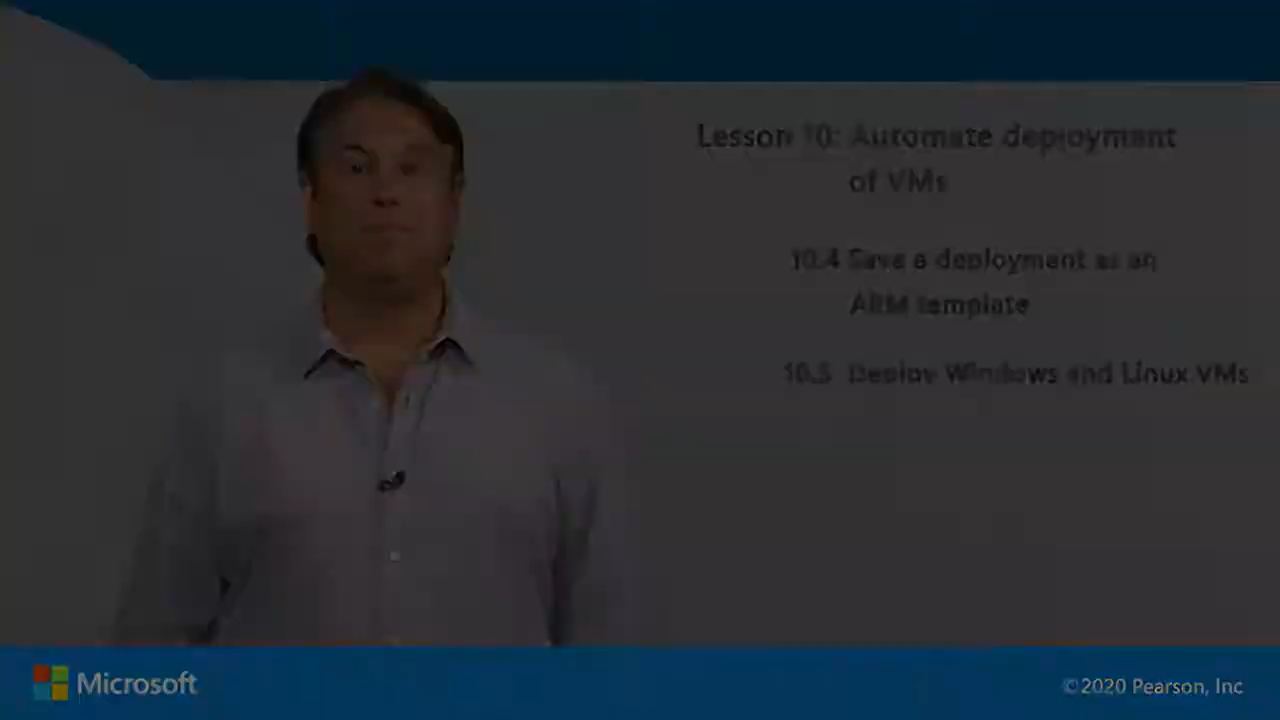 Lesson 10: Automate deployment
of VMs
10.4 Save a deployment as an
ARM template
10.5 Deploy Windows and Linux VMs
Microsoft
©2020 Pearson, Inc